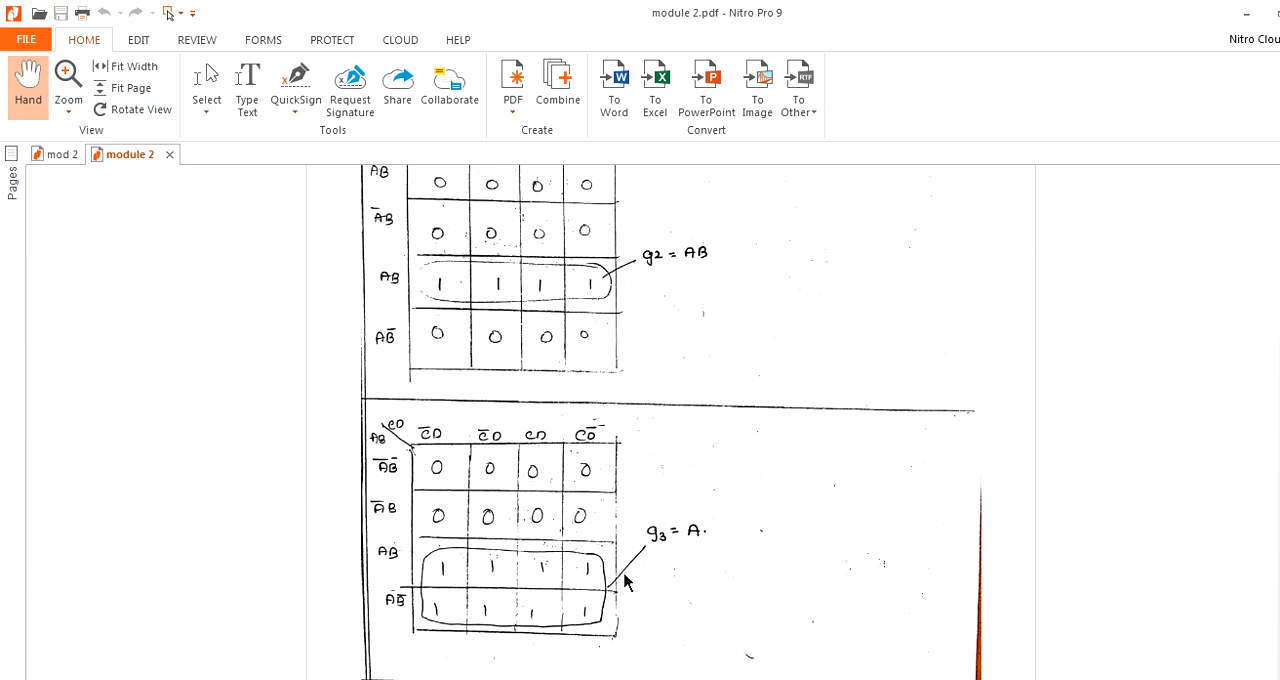 module 2.pdf - Nitro Pro 9
FILE HOME EDIT REVIEW FORMS PROTECT CLOUD HELP
Nitro Clou
Hand
Zoom
Fit Width
Fit Page
Rotate View
View
Select
Type Text
QuickSign
Request Signature
Share
Collaborate
Tools
PDF
Combine
Create
To Word
To Excel
To PowerPoint
To Image
To Other
Convert
Pages
mod 2
module 2
AB 0 0 0 0
A̅B 0 0 0 0
AB 1 1 1 1
g2 = AB
AB̅ 0 0 0 0
AB CD
C̅D C̅D CD CD̅
A̅B̅ 0 0 0 0
A̅B 0 0 0 0
AB 1 1 1 1
g3 = A.
AB̅ 1 1 1 1